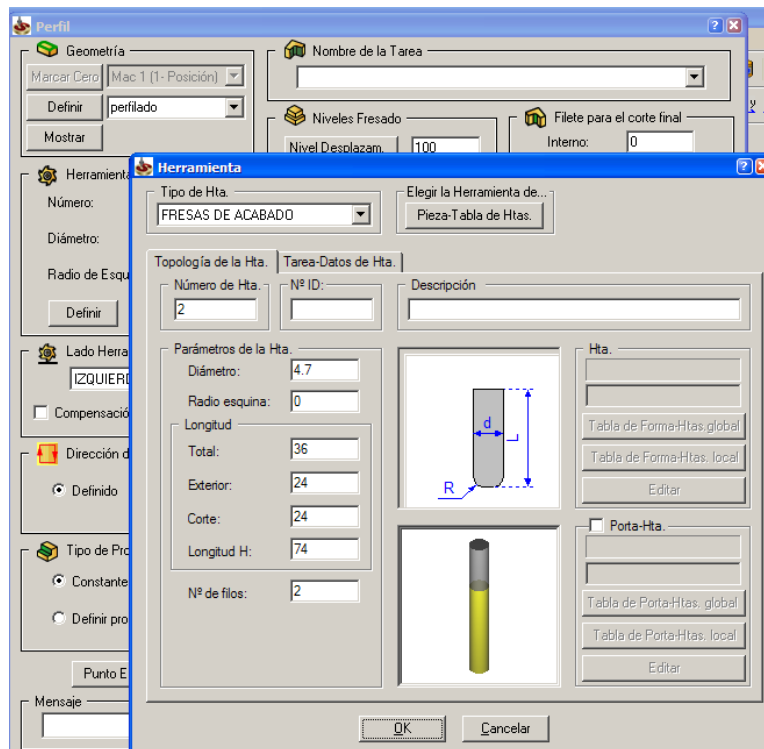 Perfil
Geometría
Nombre de la Tarea
Marcar Cero Mac 1 (1- Posición)
Definir perfilado
Niveles Fresado
Filete para el corte final
Mostrar
Nivel Desplazam. 100
Interno: 0
Herramienta
Número:
Diámetro:
Radio de Esqu
Definir
Lado Herra
IZQUIERD
Compensació
Dirección d
Definido
Tipo de Pro
Constante
Definir pro
Punto E
Mensaje
Herramienta
Tipo de Hta.
Elegir la Herramienta de...
FRESAS DE ACABADO
Pieza-Tabla de Htas.
Topología de la Hta. Tarea-Datos de Hta.
Número de Hta. Nº ID: Descripción
2
Parámetros de la Hta.
Diámetro: 4.7
Radio esquina: 0
Longitud
Total: 36
Exterior: 24
Corte: 24
Longitud H: 74
Nº de filos: 2
d
L
R
Hta.
Tabla de Forma-Htas.global
Tabla de Forma-Htas. local
Editar
Porta-Hta.
Tabla de Porta-Htas. global
Tabla de Porta-Htas. local
Editar
OK Cancelar